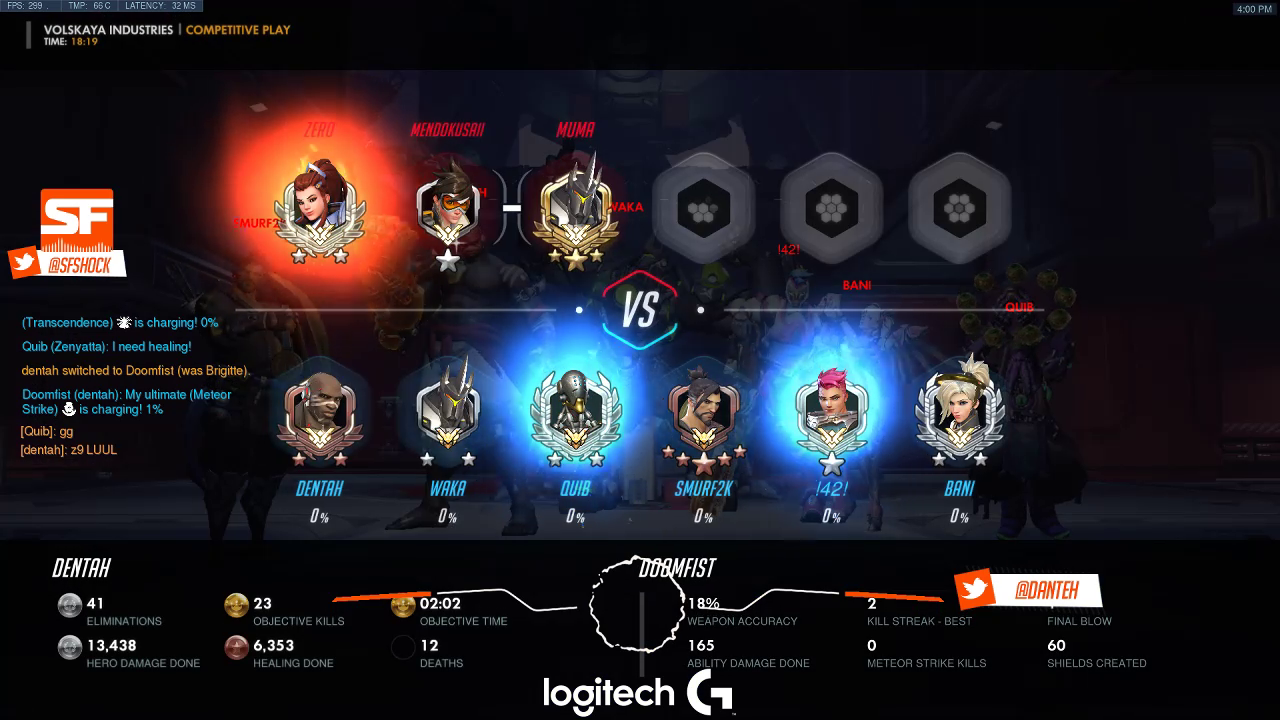 FPS: 299 . TMP: 66 C LATENCY: 32 MS
4:00 PM
VOLSKAYA INDUSTRIES | COMPETITIVE PLAY
TIME: 18:19
ZERO MENDOKUSAII MUMA
SMURF2 H WAKA
!42!
BANI
QUIB
SF
@SFSHOCK
VS
(Transcendence) is charging! 0%
Quib (Zenyatta): I need healing!
dentah switched to Doomfist (was Brigitte).
Doomfist (dentah): My ultimate (Meteor
Strike) is charging! 1%
[Quib]: gg
[dentah]: z9 LUUL
DENTAH WAKA QUIB SMURF2K !42! BANI
0% 0% 0% 0% 0% 0%
DENTAH DOOMFIST
@DANTEH
41 23 02:02 18% 2
ELIMINATIONS OBJECTIVE KILLS OBJECTIVE TIME WEAPON ACCURACY KILL STREAK - BEST FINAL BLOW
13,438 6,353 12 165 0 60
HERO DAMAGE DONE HEALING DONE DEATHS ABILITY DAMAGE DONE METEOR STRIKE KILLS SHIELDS CREATED
logitech G